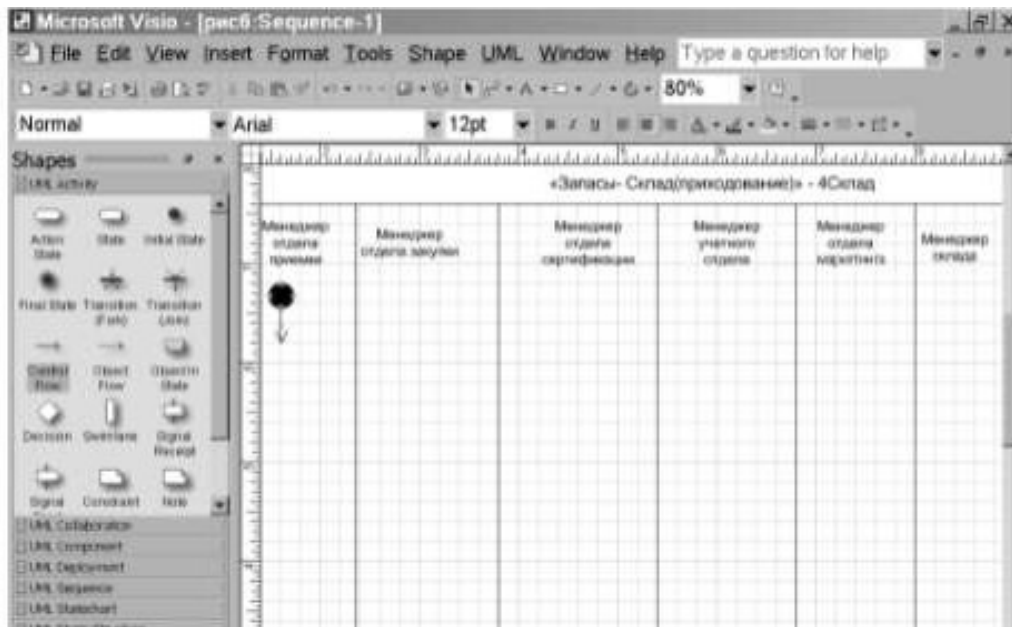 Microsoft Visio - [рис6:Sequence-1]
File Edit View Insert Format Tools Shape UML Window Help Type a question for help
80%
Normal Arial 12pt
Shapes
UML Activity
Action State
State
Initial State
Final State
Transition (Fork)
Transition (Join)
Control Flow
Object Flow
Object In State
Decision
Swimlane
Signal Receipt
Signal
Constraint
Note
UML Collaboration
UML Component
UML Deployment
UML Sequence
UML Statechart
«Запасы- Склад(приходование)» - 4Склад
Менеджер
отдела
приемки
Менеджер
отдела закупки
Менеджер
отдела
сертификации
Менеджер
учетного
отдела
Менеджер
отдела
маркетинга
Менеджер
склада